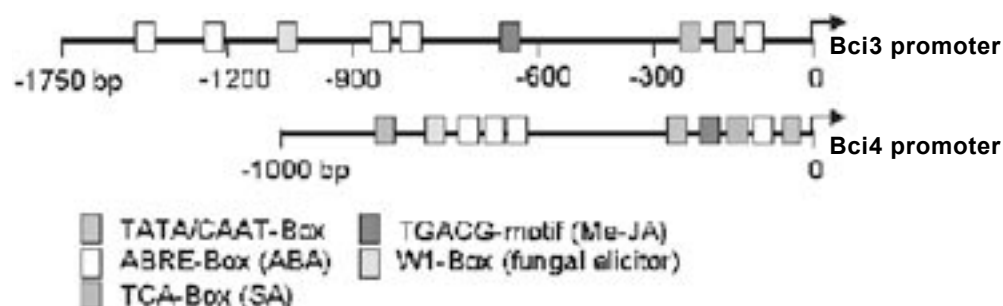 Bci3 promoter
-1750 bp -1200 -900 -600 -300 0
Bci4 promoter
-1000 bp 0
TATA/CAAT-Box TGACG-motif (Me-JA)
ABRE-Box (ABA) W1-Box (fungal elicitor)
TCA-Box (SA)